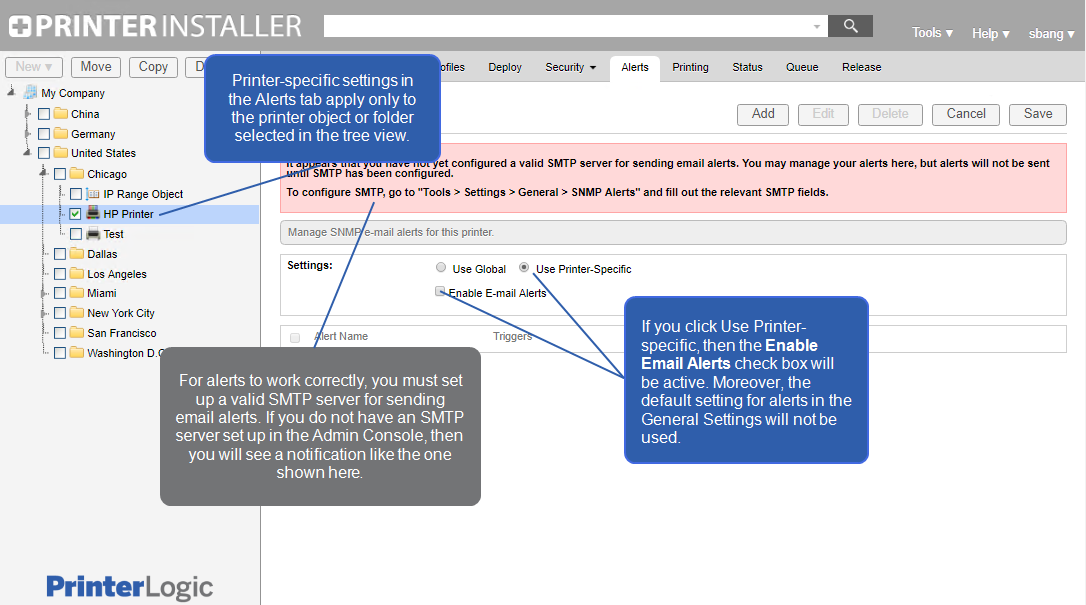 PRINTER INSTALLER
Tools ▾ Help ▾ sbang ▾
New ▾ Move Copy
Deploy Security ▾ Alerts Printing Status Queue Release
My Company
China
Germany
United States
Chicago
IP Range Object
HP Printer
Test
Dallas
Los Angeles
Miami
New York City
San Francisco
Washington D.C
PrinterLogic
Printer-specific settings in
the Alerts tab apply only to
the printer object or folder
selected in the tree view.
Add Edit Delete Cancel Save
It appears that you have not yet configured a valid SMTP server for sending email alerts. You may manage your alerts here, but alerts will not be sent
until SMTP has been configured.
To configure SMTP, go to "Tools > Settings > General > SNMP Alerts" and fill out the relevant SMTP fields.
Manage SNMP e-mail alerts for this printer.
Settings: Use Global Use Printer-Specific
Enable E-mail Alerts
Alert Name Triggers
For alerts to work correctly, you must set
up a valid SMTP server for sending
email alerts. If you do not have an SMTP
server set up in the Admin Console, then
you will see a notification like the one
shown here.
If you click Use Printer-
specific, then the Enable
Email Alerts check box will
be active. Moreover, the
default setting for alerts in the
General Settings will not be
used.